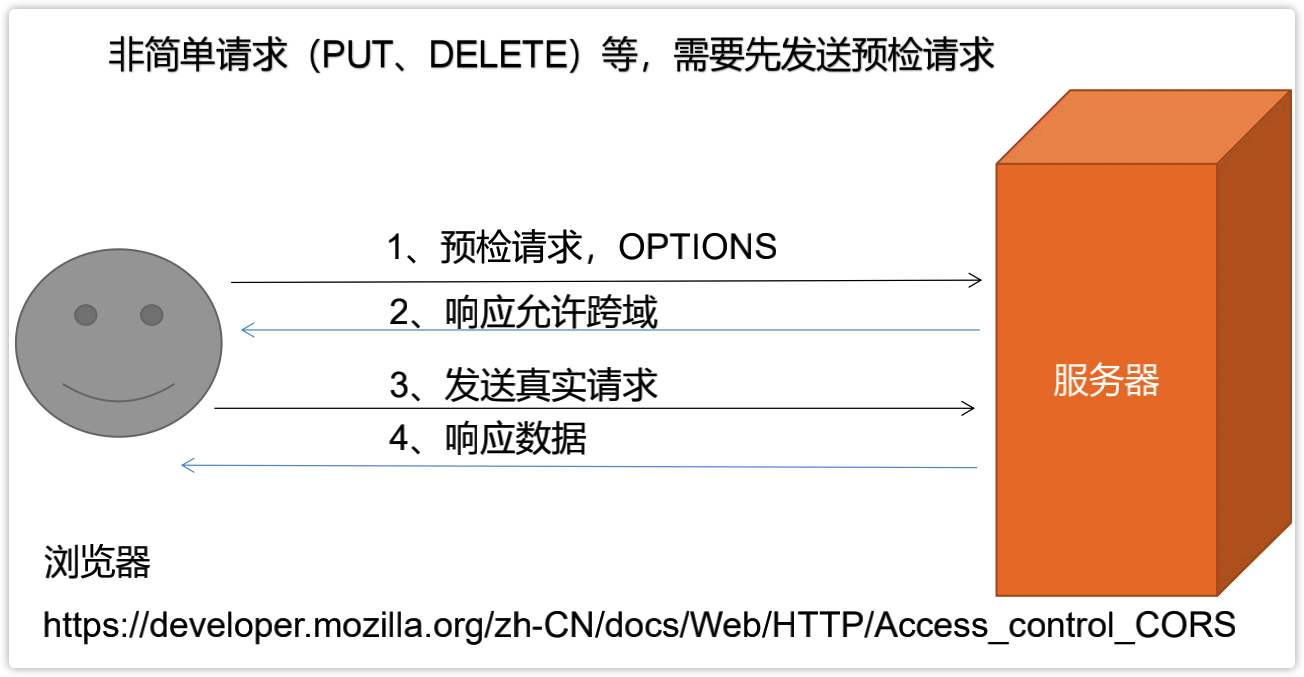 非简单请求（PUT、DELETE）等，需要先发送预检请求
1、预检请求，OPTIONS
2、响应允许跨域
3、发送真实请求
4、响应数据
服务器
浏览器
https://developer.mozilla.org/zh-CN/docs/Web/HTTP/Access_control_CORS